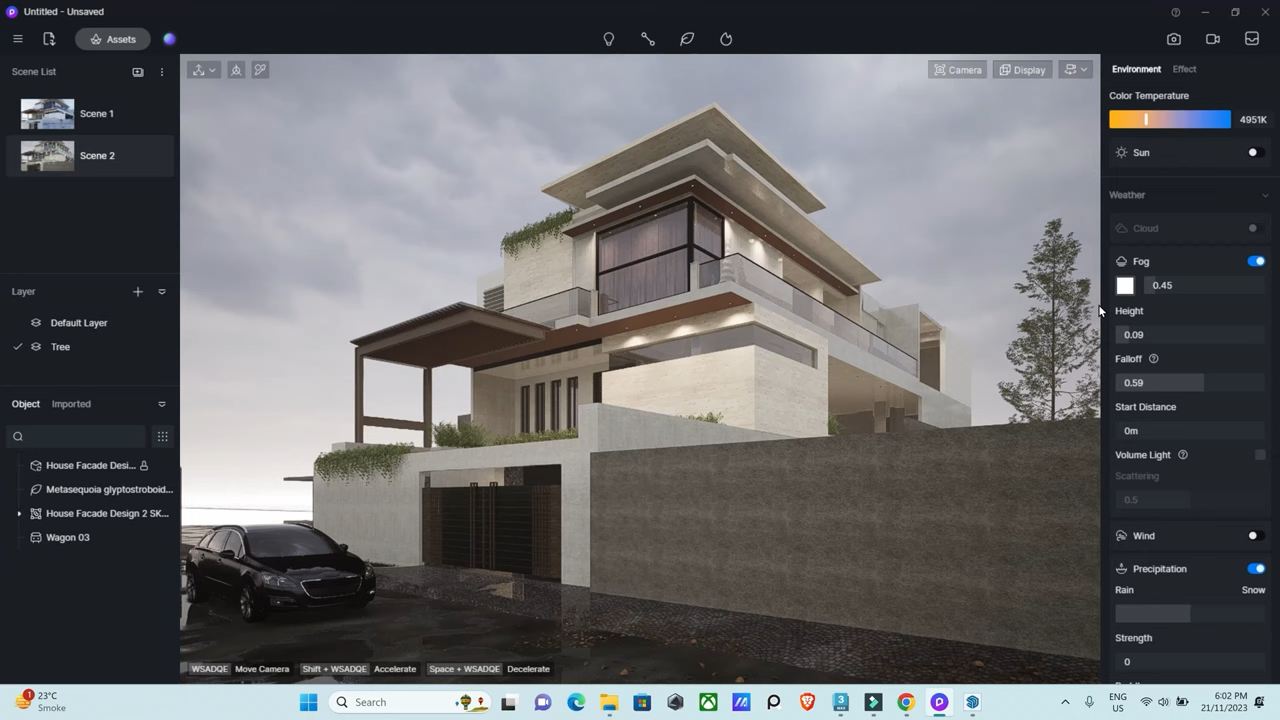 Untitled - Unsaved
Assets
Scene List
Scene 1
Scene 2
Layer
Default Layer
Tree
Object
Imported
House Facade Desi...
Metasequoia glyptostroboid...
House Facade Design 2 SK...
Wagon 03
Camera
Display
WSADQE Move Camera Shift + WSADQE Accelerate Space + WSADQE Decelerate
Environment
Effect
Color Temperature
4951K
Sun
Weather
Cloud
Fog
0.45
Height
0.09
Falloff
0.59
Start Distance
0m
Volume Light
Scattering
0.5
Wind
Precipitation
Rain
Snow
Strength
0
1
23°C
Smoke
Search
ENG
US
6:02 PM
21/11/2023